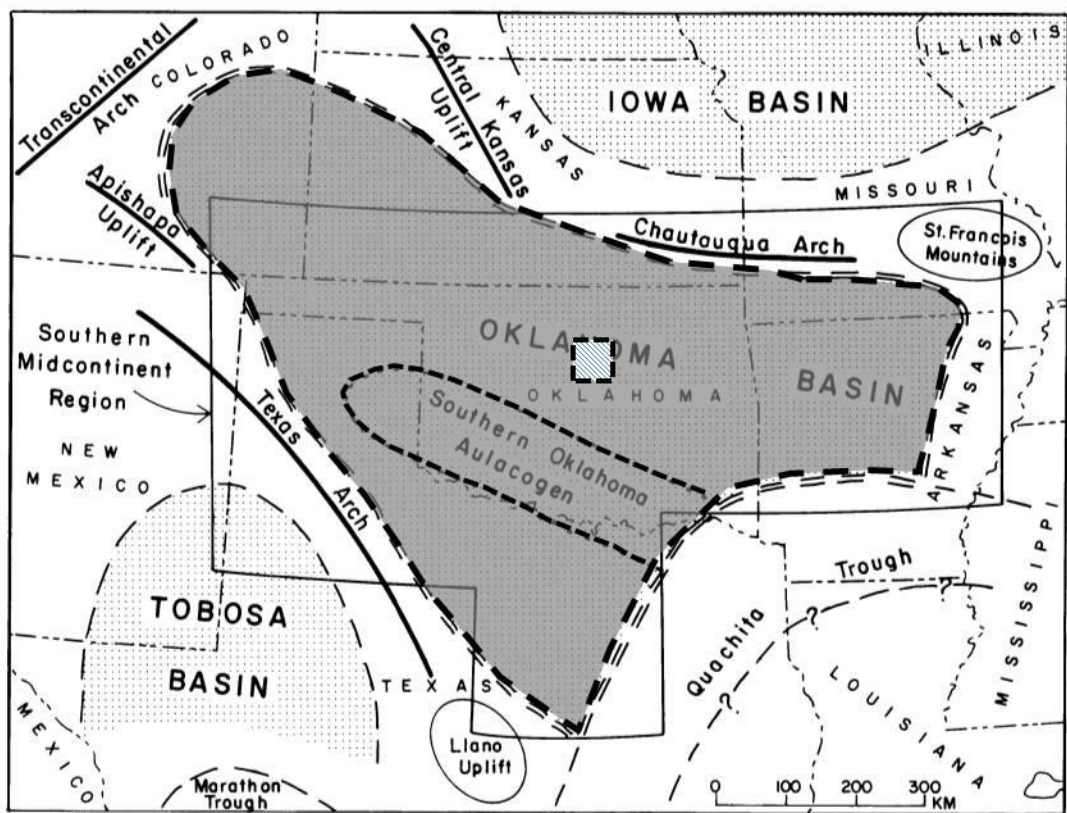 Transcontinental
Arch
COLORADO
Central
Kansas
Uplift
KANSAS
ILLINOIS
IOWA BASIN
Apishapa
Uplift
MISSOURI
Chautauqua Arch
St. Francois
Mountains
Southern
Midcontinent
Region
OKLAHOMA
BASIN
OKLAHOMA
ARKANSAS
NEW
MEXICO
Texas
Arch
Southern Oklahoma
Aulacogen
TOBOSA
BASIN
Trough
?
?
?
Ouachita
MISSISSIPP
TEXAS
LOUISIANA
MEXICO
Llano
Uplift
Marathon
Trough
0 100 200 300
KM